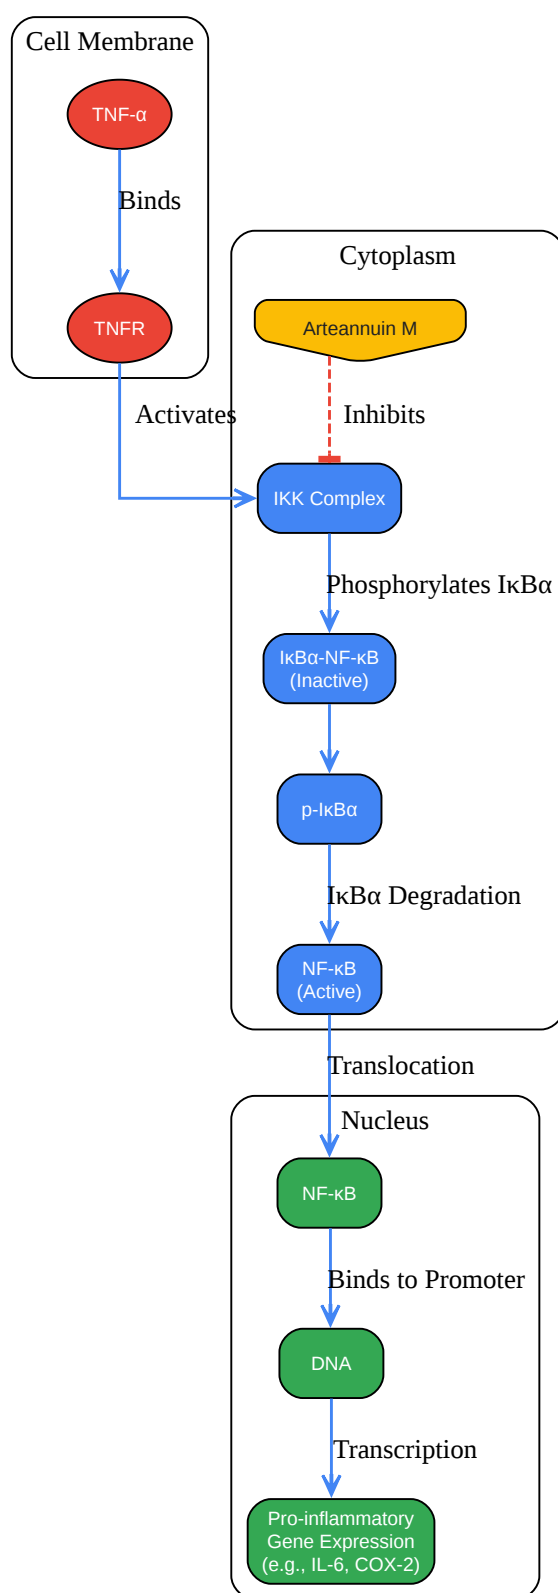 Cell Membrane
TNF-α
Binds
TNFR
Activates
Cytoplasm
Arteannuin M
Inhibits
IKK Complex
Phosphorylates IκBα
IκBα-NF-κB
(Inactive)
p-IκBα
IκBα Degradation
NF-κB
(Active)
Translocation
Nucleus
NF-κB
Binds to Promoter
DNA
Transcription
Pro-inflammatory
Gene Expression
(e.g., IL-6, COX-2)